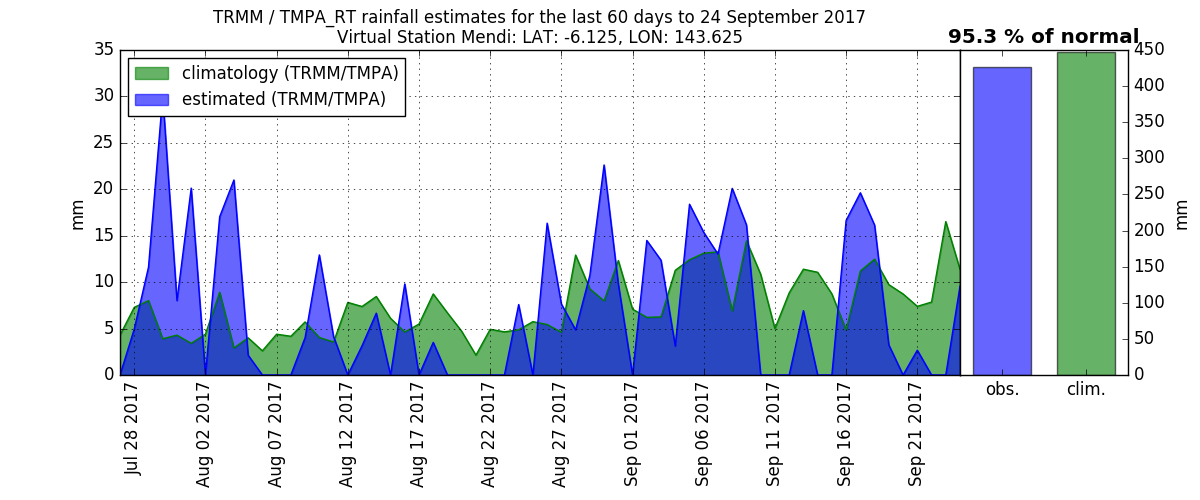 TRMM / TMPA_RT rainfall estimates for the last 60 days to 24 September 2017
Virtual Station Mendi: LAT: -6.125, LON: 143.625
95.3 % of normal
climatology (TRMM/TMPA)
estimated (TRMM/TMPA)
mm
35
30
25
20
15
10
5
0
Jul 28 2017
Aug 02 2017
Aug 07 2017
Aug 12 2017
Aug 17 2017
Aug 22 2017
Aug 27 2017
Sep 01 2017
Sep 06 2017
Sep 11 2017
Sep 16 2017
Sep 21 2017
obs.
clim.
450
400
350
300
250
200
150
100
50
0
mm